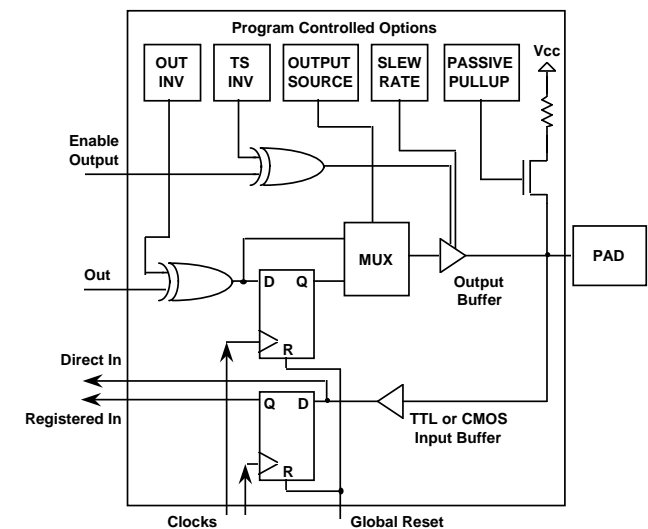 Program Controlled Options
OUT
INV
TS
INV
OUTPUT
SOURCE
SLEW
RATE
PASSIVE
PULLUP
Vcc
Enable
Output
MUX
PAD
Output
Buffer
Out
D Q
R
Direct In
Registered In
Q D
R
TTL or CMOS
Input Buffer
Clocks
Global Reset